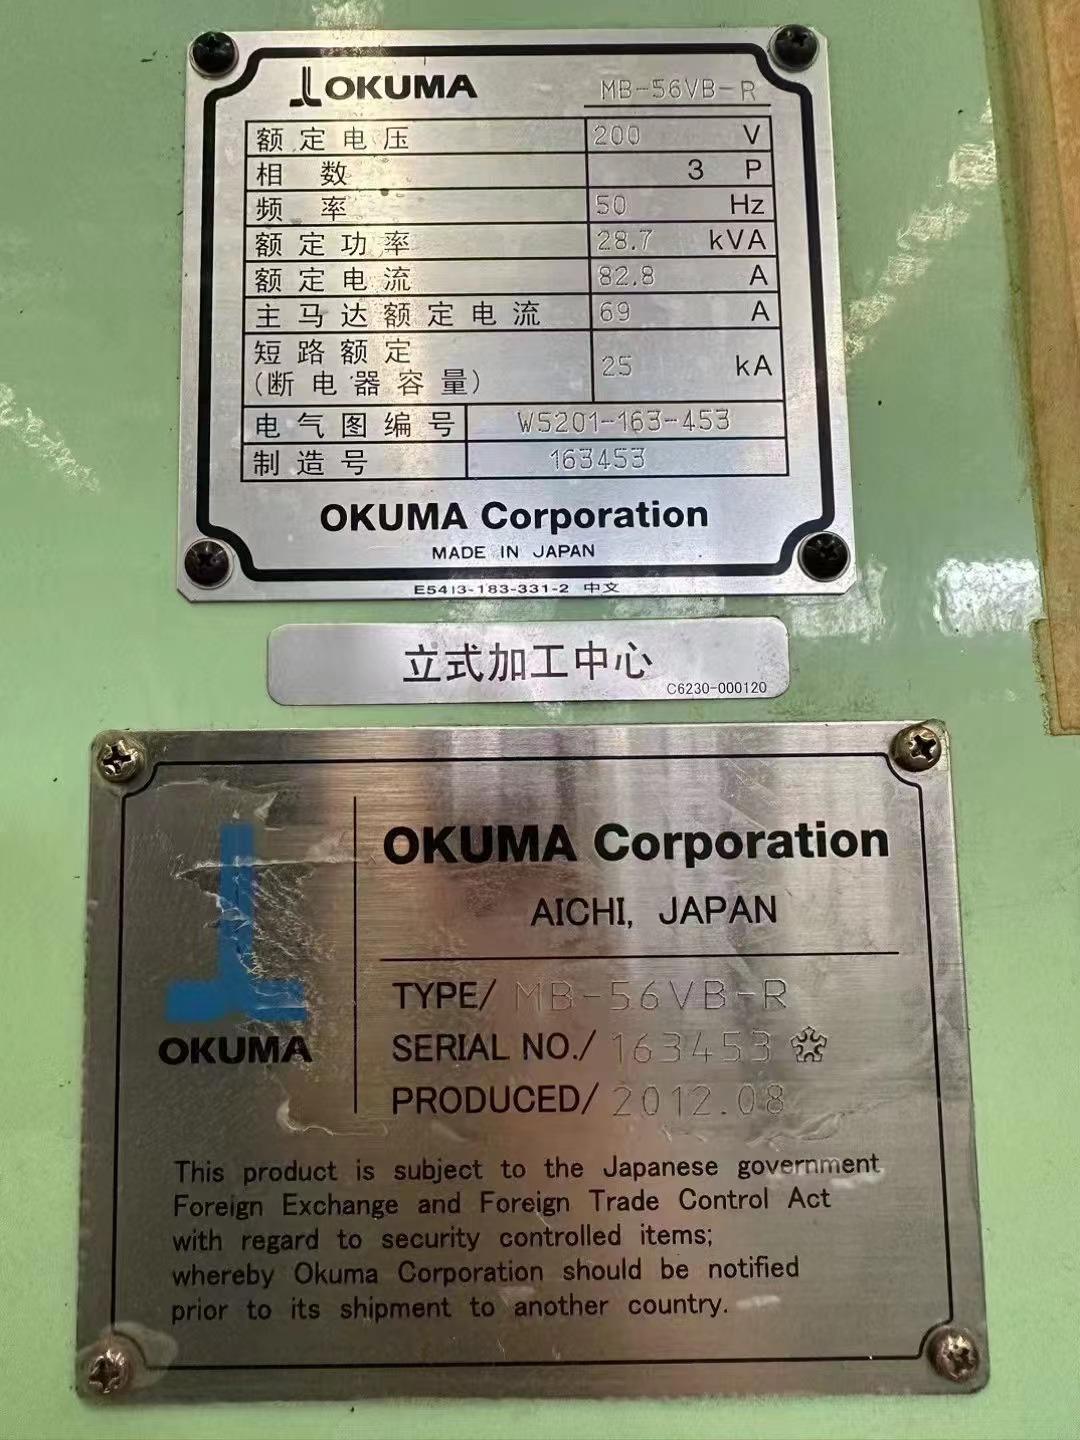 OKUMA MB-56VB-R
额定电压 200 V
相数 3 P
频率 50 Hz
额定功率 28.7 kVA
额定电流 82.8 A
主马达额定电流 69 A
短路额定 25 kA
(断电器容量)
电气图编号 W5201-163-453
制造号 163453
OKUMA Corporation
MADE IN JAPAN
E5413-183-331-2 中文
立式加工中心
C6230-000120
OKUMA Corporation
AICHI, JAPAN
TYPE/ MB-56VB-R
SERIAL NO./ 163453
PRODUCED/ 2012.08
OKUMA
This product is subject to the Japanese government
Foreign Exchange and Foreign Trade Control Act
with regard to security controlled items;
whereby Okuma Corporation should be notified
prior to its shipment to another country.